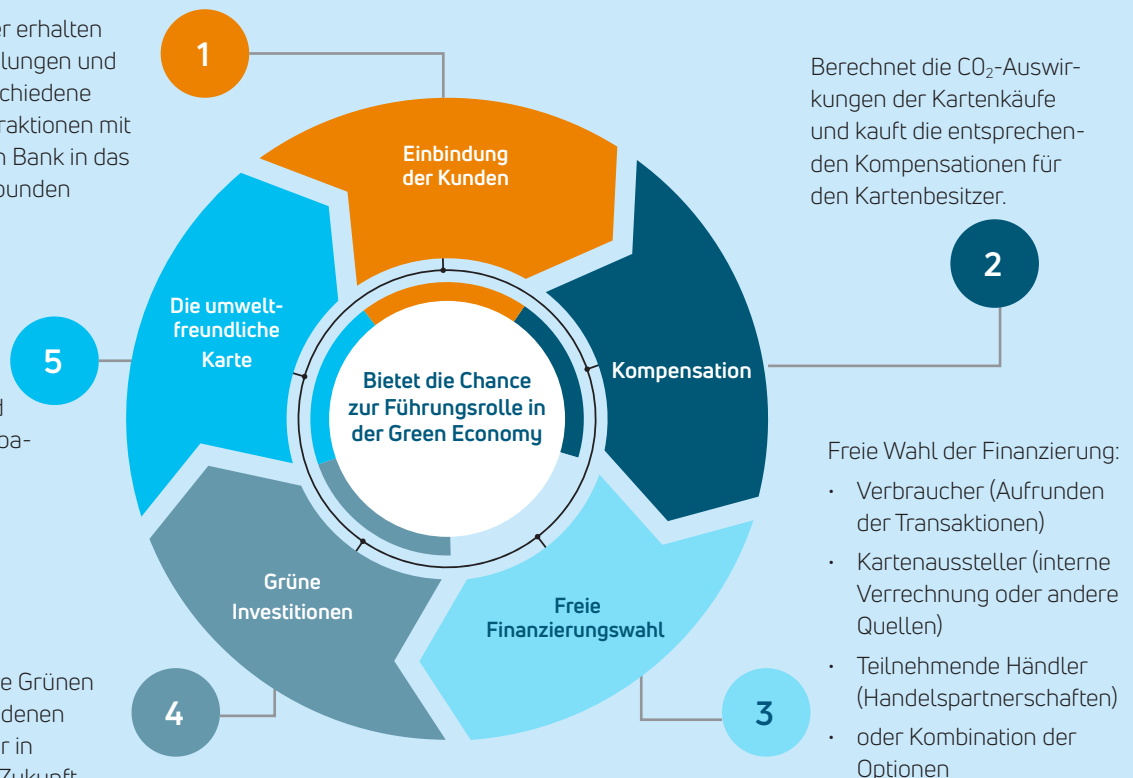 er erhalten
lungen und
chiedene
raktionen mit
n Bank in das
bunden
1
Einbindung
der Kunden
Berechnet die CO₂-Auswir-
kungen der Kartenkäufe
und kauft die entsprechen-
den Kompensationen für
den Kartenbesitzer.
2
Kompensation
Die umwelt-
freundliche
Karte
5
d
pa-
Bietet die Chance
zur Führungsrolle in
der Green Economy
Freie Wahl der Finanzierung:
· Verbraucher (Aufrunden
der Transaktionen)
· Kartenaussteller (interne
Verrechnung oder andere
Quellen)
· Teilnehmende Händler
(Handelspartnerschaften)
· oder Kombination der
Optionen
3
Freie
Finanzierungswahl
Grüne
Investitionen
4
e Grünen
denen
r in
Zukunft